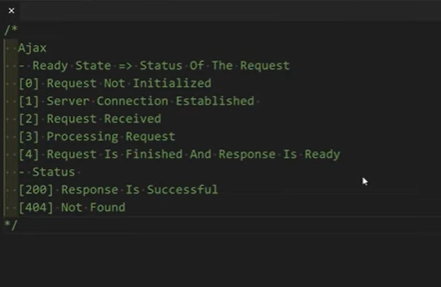 /*
Ajax
- Ready State => Status Of The Request
[0] Request Not Initialized
[1] Server Connection Established
[2] Request Received
[3] Processing Request
[4] Request Is Finished And Response Is Ready
- Status
[200] Response Is Successful
[404] Not Found
*/